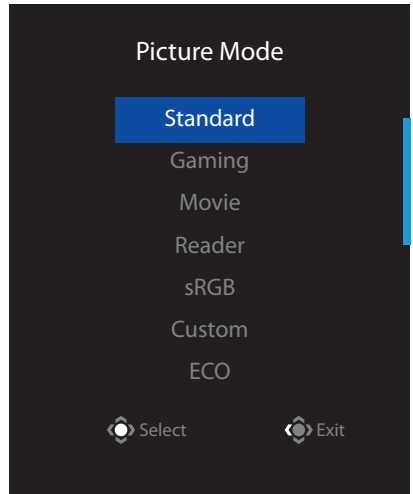 Picture Mode
Standard
Gaming
Movie
Reader
sRGB
Custom
ECO
Select Exit